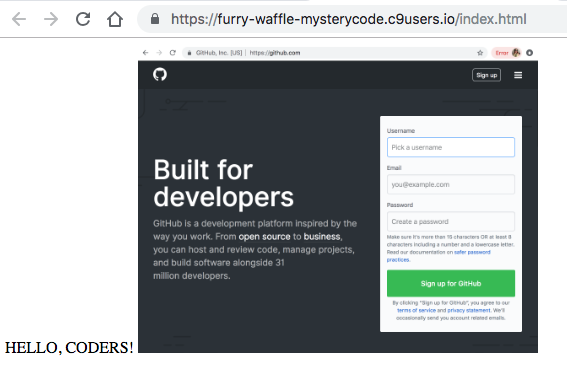 https://furry-waffle-mysterycode.c9users.io/index.html
GitHub, Inc. [US] | https://github.com
Error
Sign up
Built for
developers
GitHub is a development platform inspired by the
way you work. From open source to business,
you can host and review code, manage projects,
and build software alongside 31
million developers.
Username
Pick a username
Email
you@example.com
Password
Create a password
Make sure it's more than 15 characters OR at least 8
characters including a number and a lowercase letter.
Read our documentation on safer password
practices.
Sign up for GitHub
By clicking "Sign up for GitHub", you agree to our
terms of service and privacy statement. We'll
occasionally send you account related emails.
HELLO, CODERS!